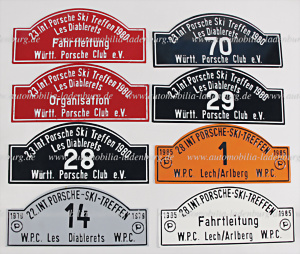 23.Int Porsche Ski Treffen 1980
Les Diablerets
Fahrtleitung
Württ. Porsche Club e.V.
23.Int Porsche Ski Treffen 1980
Les Diablerets
70
Württ. Porsche Club e.V.
23.Int Porsche Ski Treffen 1980
Les Diablerets
Organisation
Württ. Porsche Club e.V.
23.Int Porsche Ski Treffen 1980
Les Diablerets
29
Württ. Porsche Club e.V.
23.Int Porsche Ski Treffen 1980
Les Diablerets
28
Württ. Porsche Club e.V.
28.INT.PORSCHE-SKI-TREFFEN
1985 1985
1
W.P.C. Lech/Arlberg W.P.C.
22.INT.PORSCHE-SKI-TREFFEN
14
W.P.C. Les Diablerets W.P.C.
28.INT.PORSCHE-SKI-TREFFEN
1985 1985
Fahrtleitung
W.P.C. Lech/Arlberg W.P.C.